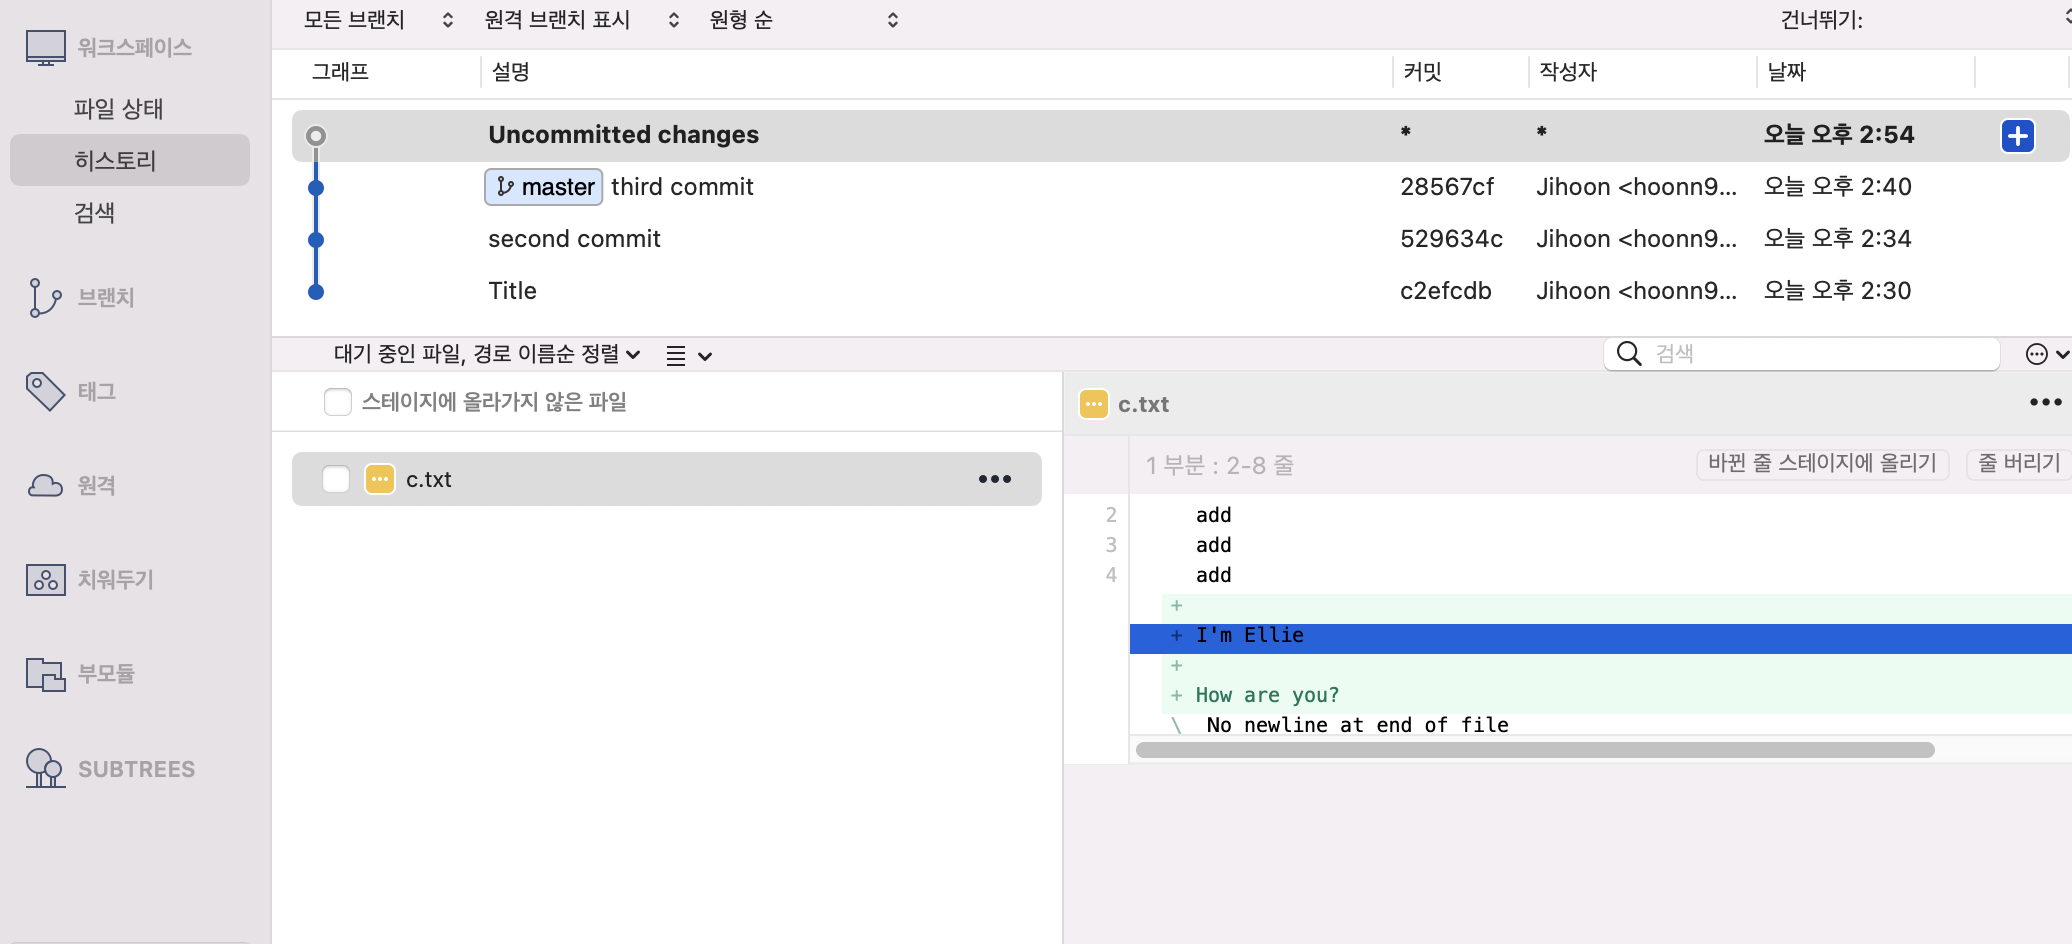 모든 브랜치 원격 브랜치 표시 원형 순 건너뛰기:
워크스페이스
파일 상태
히스토리
검색
브랜치
태그
원격
치워두기
부모듈
SUBTREES
그래프 설명 커밋 작성자 날짜
Uncommitted changes * * 오늘 오후 2:54
master third commit 28567cf Jihoon <hoonn9... 오늘 오후 2:40
second commit 529634c Jihoon <hoonn9... 오늘 오후 2:34
Title c2efcdb Jihoon <hoonn9... 오늘 오후 2:30
대기 중인 파일, 경로 이름순 정렬 검색
스테이지에 올라가지 않은 파일
c.txt
c.txt
1 부분 : 2-8 줄 바뀐 줄 스테이지에 올리기 줄 버리기
2 add
3 add
4 add
+
+ I'm Ellie
+
+ How are you?
\ No newline at end of file